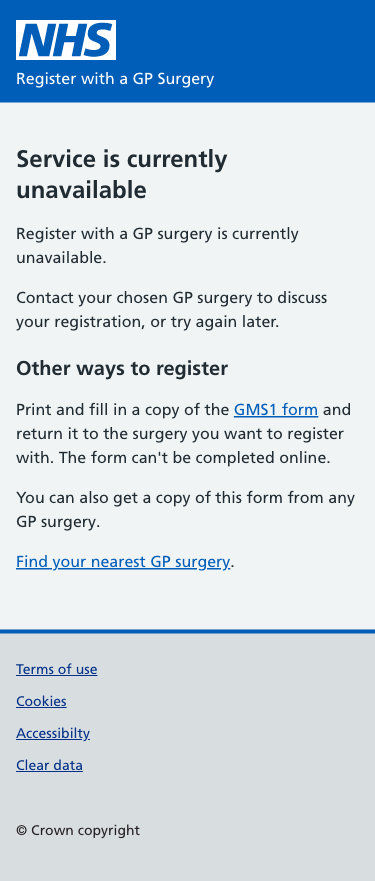 NHS
Register with a GP Surgery
Service is currently
unavailable
Register with a GP surgery is currently
unavailable.
Contact your chosen GP surgery to discuss
your registration, or try again later.
Other ways to register
Print and fill in a copy of the GMS1 form and
return it to the surgery you want to register
with. The form can't be completed online.
You can also get a copy of this form from any
GP surgery.
Find your nearest GP surgery.
Terms of use
Cookies
Accessibilty
Clear data
© Crown copyright